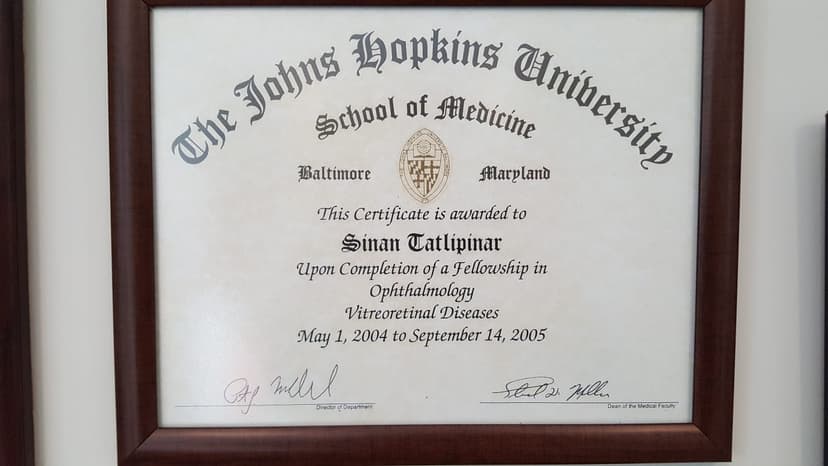 The Johns Hopkins University
School of Medicine
Baltimore Maryland
This Certificate is awarded to
Sinan Tatlipinar
Upon Completion of a Fellowship in
Ophthalmology
Vitreoretinal Diseases
May 1, 2004 to September 14, 2005
Director of Department Dean of the Medical Faculty